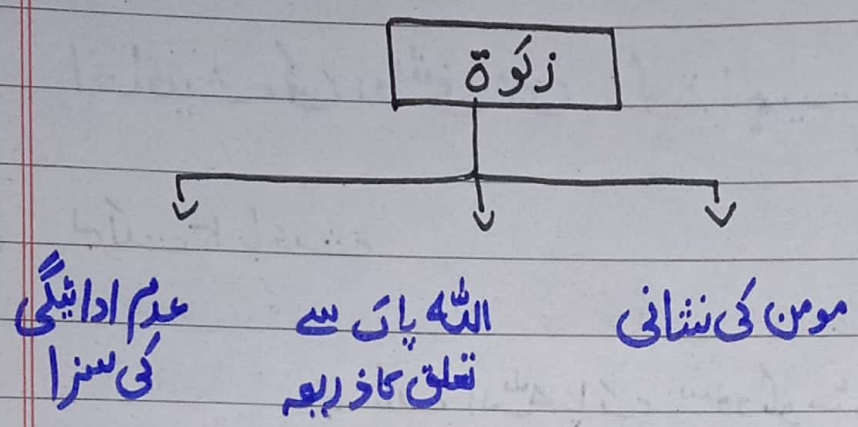 زکوٰۃ
مومن کی نشانی
اللہ پاک سے
تعلق کا ذریعہ
عدم ادائیگی
کی سزا